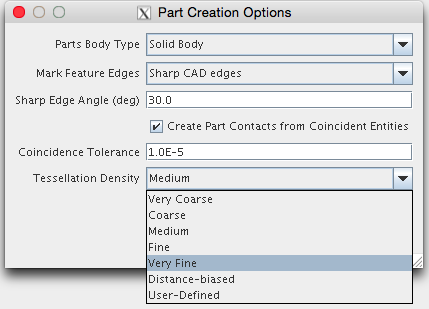 Part Creation Options
Parts Body Type Solid Body
Mark Feature Edges Sharp CAD edges
Sharp Edge Angle (deg) 30.0
Create Part Contacts from Coincident Entities
Coincidence Tolerance 1.0E-5
Tessellation Density Medium
Very Coarse
Coarse
Medium
Fine
Very Fine
Distance-biased
User-Defined